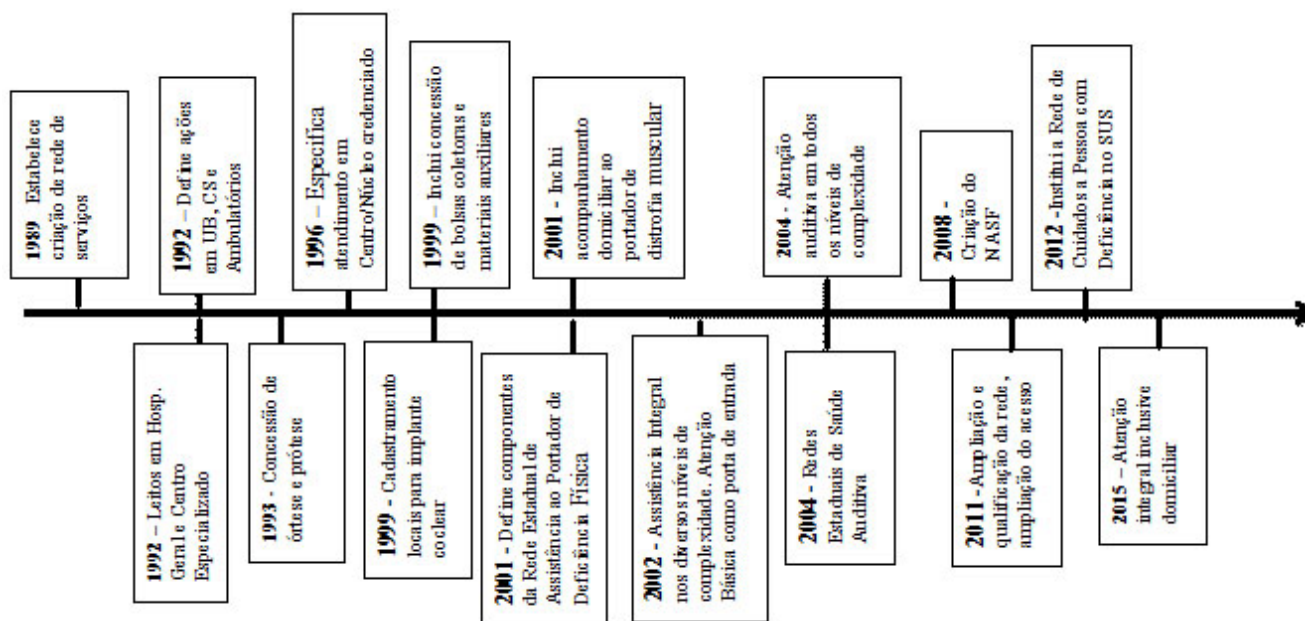 1989 Estabelece
criação de rede de
serviços
1992 – Define ações
em UB, CS e
Ambulatórios
1996 – Especifica
atendimento em
Centro/Núcleo credenciado
1999 – Inclui concessão
de bolsas coletoras e
materiais auxiliares
2001 - Inclui
acompanhamento
domiciliar ao
portador de
distrofia muscular
2004 - Atenção
auditiva em todos
os níveis de
complexidade
2008 -
Criação do
NASF
2012 -Institui a Rede de
Cuidados a Pessoa com
Deficiência no SUS
1992 – Leitos em Hosp.
Geral e Centro
Especializado
1993 - Concessão de
órtese e prótese
1999 - Cadastramento
locais para implante
coclear
2001 - Define componentes
da Rede Estadual de
Assistência ao Portador de
Deficiência Física
2002 - Assistência Integral
nos diversos níveis de
complexidade. Atenção
Básica como porta de entrada
2004 - Redes
Estaduais de Saúde
Auditiva
2011 -Ampliação e
qualificação da rede,
ampliação do acesso
2015 – Atenção
integral inclusive
domiciliar